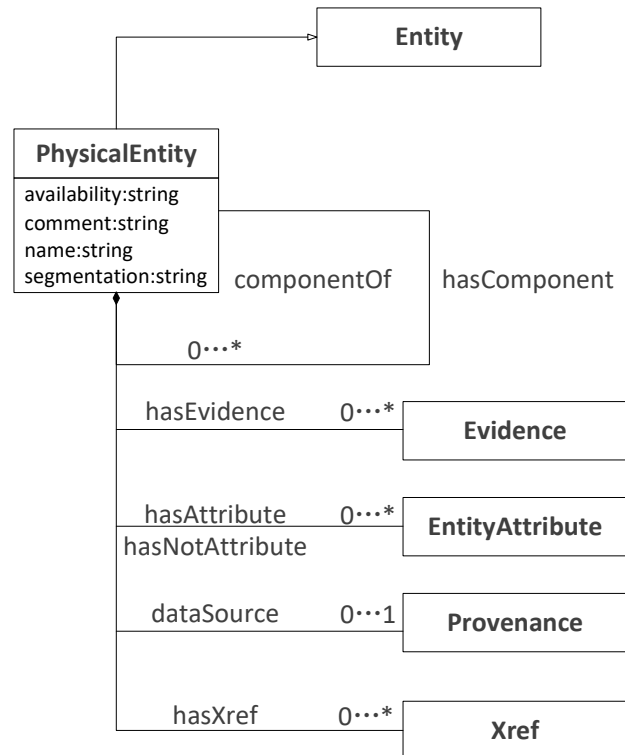 Entity
PhysicalEntity
availability:string
comment:string
name:string
segmentation:string
componentOf
hasComponent
0···*
hasEvidence
0···*
Evidence
hasAttribute
0···*
EntityAttribute
hasNotAttribute
dataSource
0···1
Provenance
hasXref
0···*
Xref